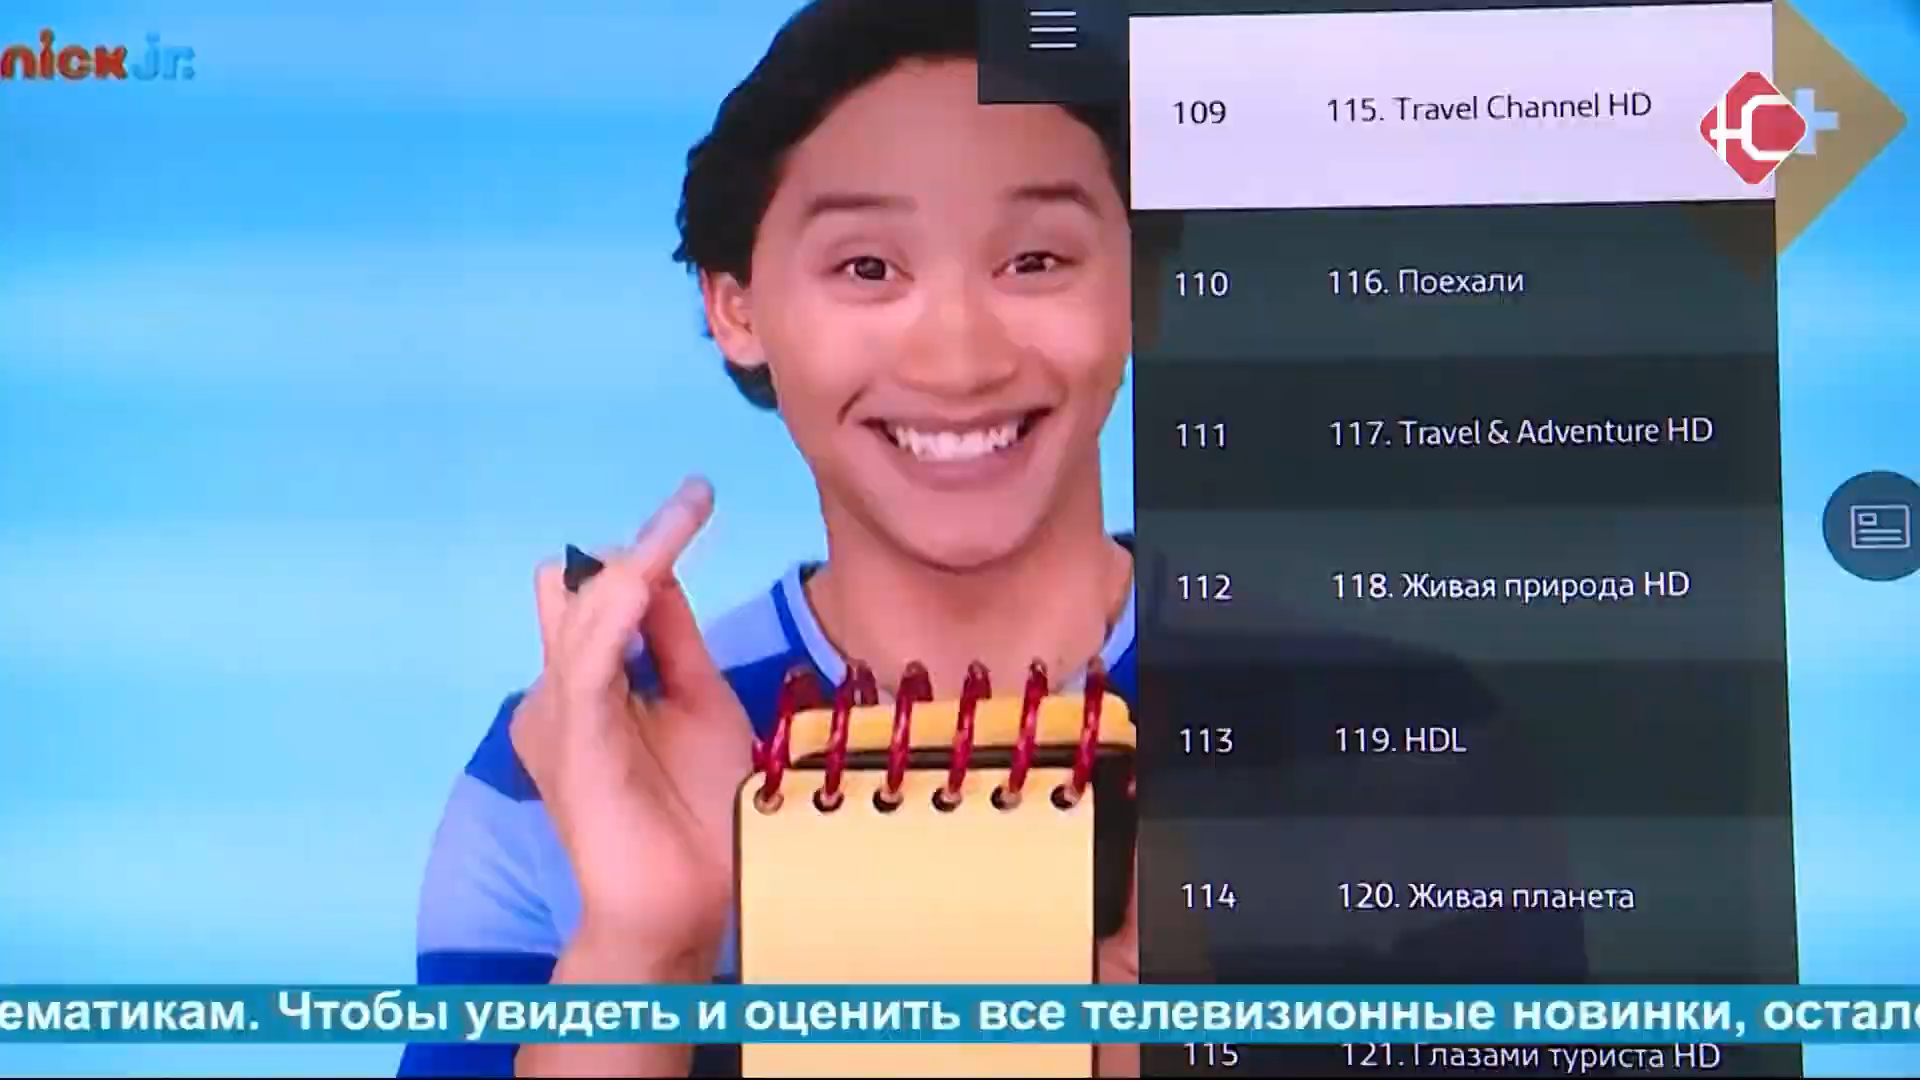 nick jr.
109 115. Travel Channel HD
110 116. Поехали
111 117. Travel & Adventure HD
112 118. Живая природа HD
113 119. HDL
114 120. Живая планета
ематикам. Чтобы увидеть и оценить все телевизионные новинки, остал
115 121. Глазами туриста HD